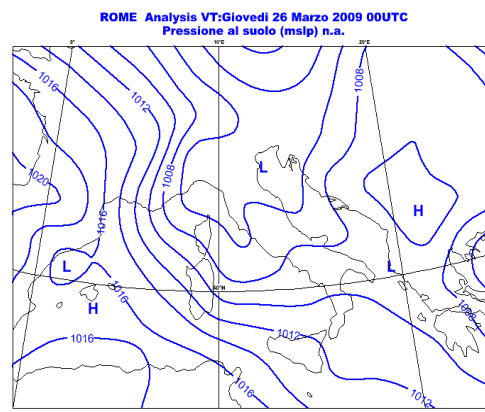 ROME Analysis VT:Giovedi 26 Marzo 2009 00UTC
Pressione al suolo (mslp) n.a.
0° 10°E 20°E
1016
1012
1008
1008
L
1020
H
1016
L
L
40°N
H
1016
1008
1016
1012
1016
1012